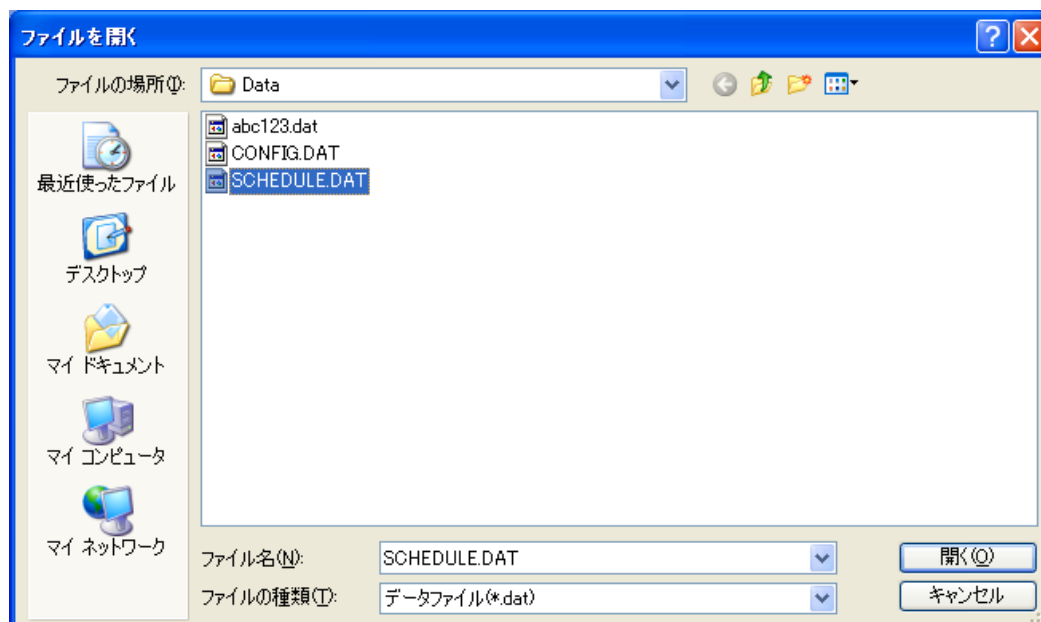 ファイルを開く
ファイルの場所(I):
Data
abc123.dat
CONFIG.DAT
SCHEDULE.DAT
最近使ったファイル
デスクトップ
マイ ドキュメント
マイ コンピュータ
マイ ネットワーク
ファイル名(N):
SCHEDULE.DAT
開く(O)
ファイルの種類(T):
データファイル(*.dat)
キャンセル